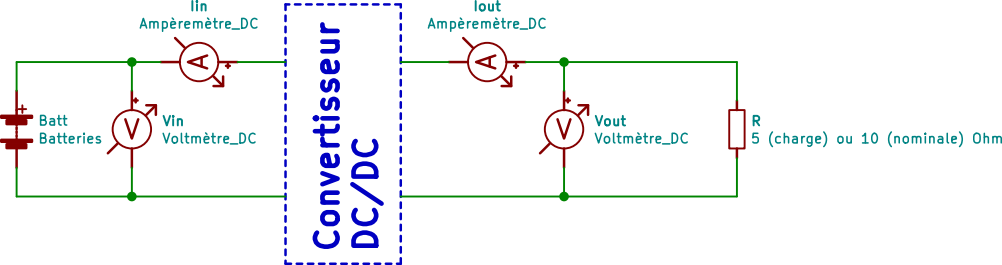 Iin
Ampèremètre_DC
A
+
Iout
Ampèremètre_DC
A
+
Convertisseur
DC/DC
+
Batt
Batteries
+
V
Vin
Voltmètre_DC
+
V
Vout
Voltmètre_DC
R
5 (charge) ou 10 (nominale) Ohm